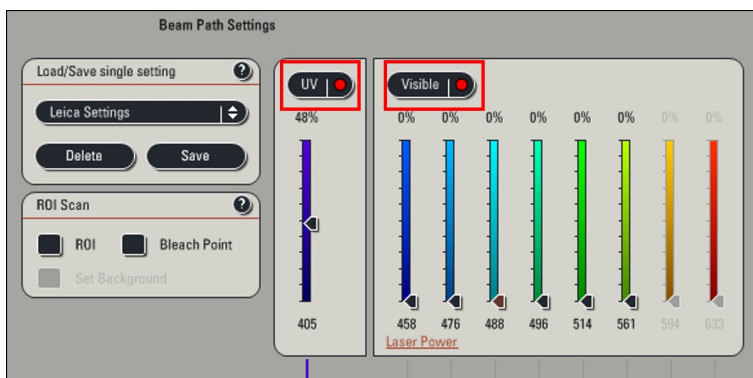 Beam Path Settings
Load/Save single setting ?
Leica Settings
Delete Save
ROI Scan ?
ROI Bleach Point
Set Background
UV
48%
405
Visible
0% 0% 0% 0% 0% 0% 0% 0%
458 476 488 496 514 561 594 633
Laser Power